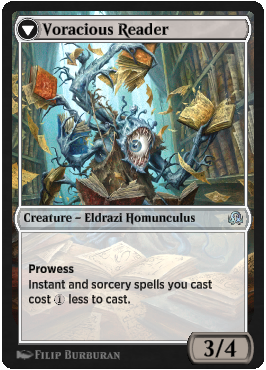 Voracious Reader
Creature – Eldrazi Homunculus
Prowess
Instant and sorcery spells you cast
cost 1 less to cast.
3/4
Filip Burburan